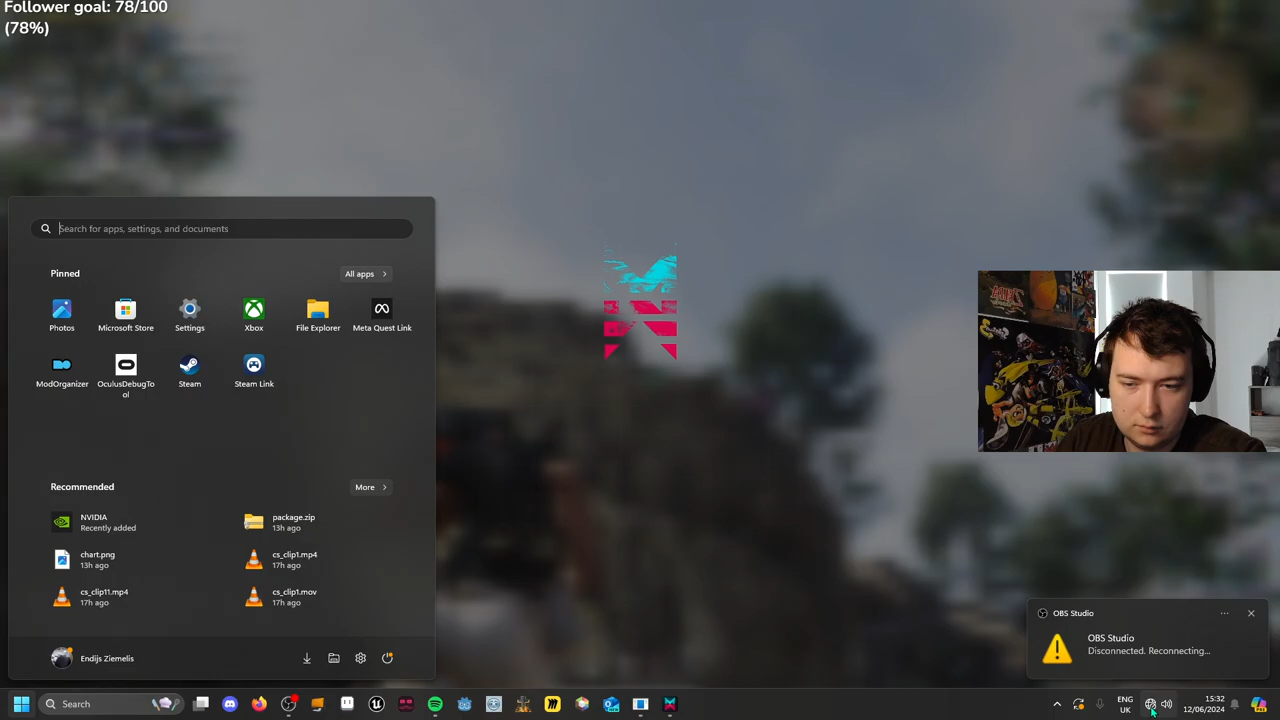 Follower goal: 78/100
(78%)
Search for apps, settings, and documents
Pinned
All apps
Photos
Microsoft Store
Settings
Xbox
File Explorer
Meta Quest Link
ModOrganizer
OculusDebugTo
ol
Steam
Steam Link
Recommended
More
NVIDIA
Recently added
package.zip
13h ago
chart.png
13h ago
cs_clip1.mp4
17h ago
cs_clip11.mp4
17h ago
cs_clip1.mov
17h ago
Endijs Ziemelis
OBS Studio
OBS Studio
Disconnected. Reconnecting...
Search
ENG
UK
15:32
12/06/2024